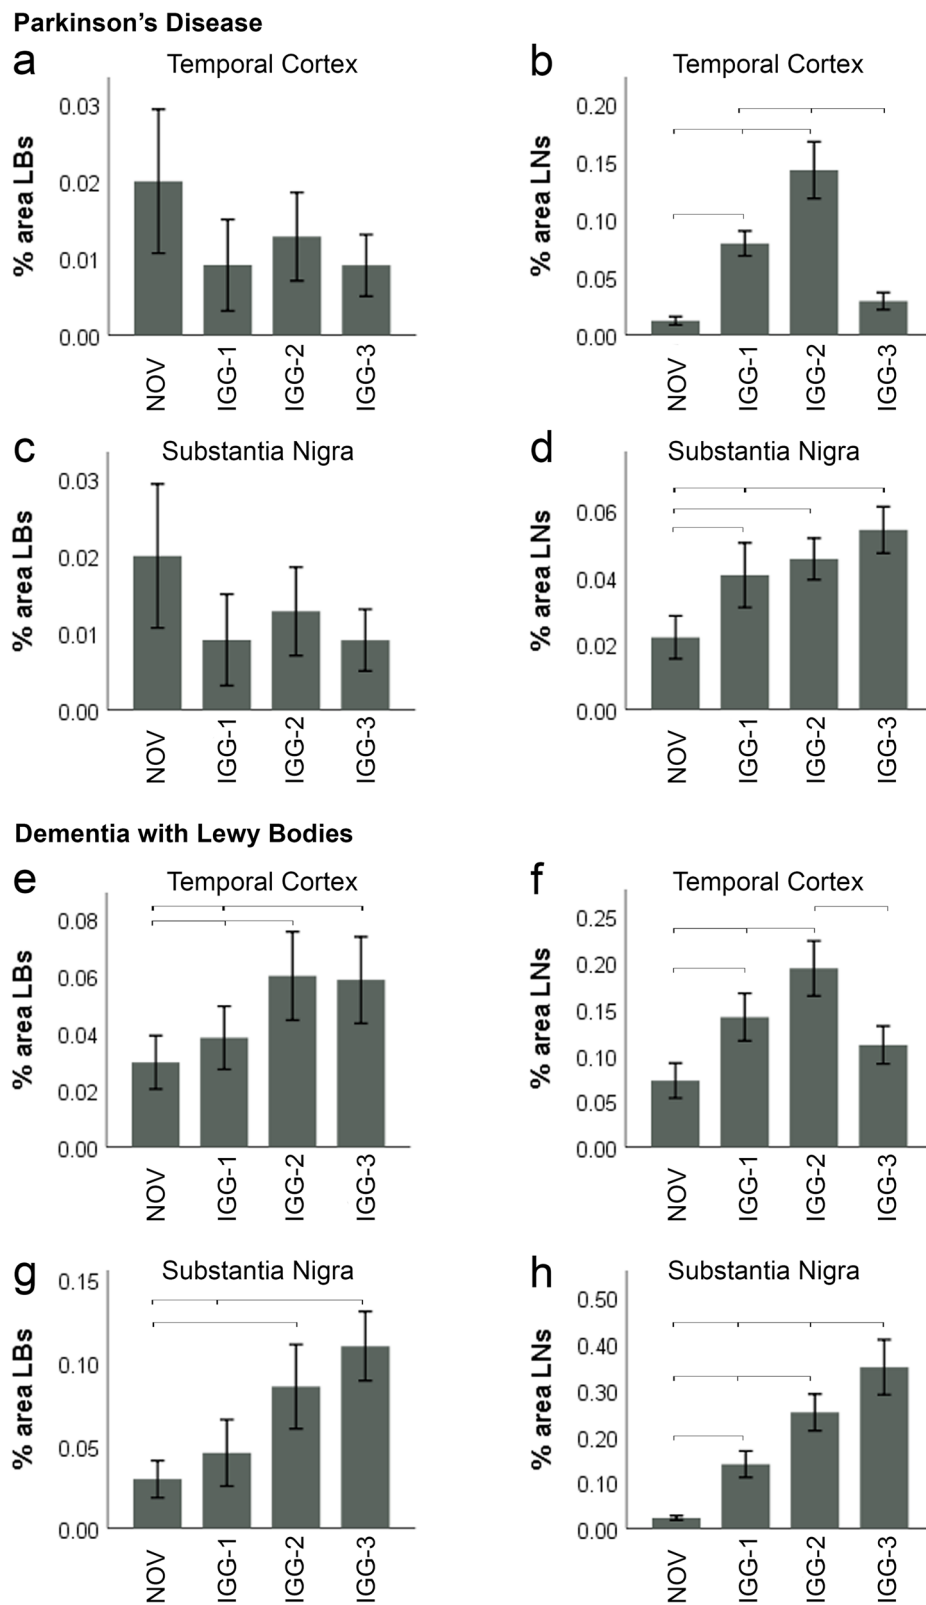 Parkinson's Disease
a
Temporal Cortex
% area LBs
0.03
0.02
0.01
0.00
NOV
IGG-1
IGG-2
IGG-3
b
Temporal Cortex
% area LNs
0.20
0.15
0.10
0.05
0.00
NOV
IGG-1
IGG-2
IGG-3
c
Substantia Nigra
% area LBs
0.03
0.02
0.01
0.00
NOV
IGG-1
IGG-2
IGG-3
d
Substantia Nigra
% area LNs
0.06
0.04
0.02
0.00
NOV
IGG-1
IGG-2
IGG-3
Dementia with Lewy Bodies
e
Temporal Cortex
% area LBs
0.08
0.06
0.04
0.02
0.00
NOV
IGG-1
IGG-2
IGG-3
f
Temporal Cortex
% area LNs
0.25
0.20
0.15
0.10
0.05
0.00
NOV
IGG-1
IGG-2
IGG-3
g
Substantia Nigra
% area LBs
0.15
0.10
0.05
0.00
NOV
IGG-1
IGG-2
IGG-3
h
Substantia Nigra
% area LNs
0.50
0.40
0.30
0.20
0.10
0.00
NOV
IGG-1
IGG-2
IGG-3